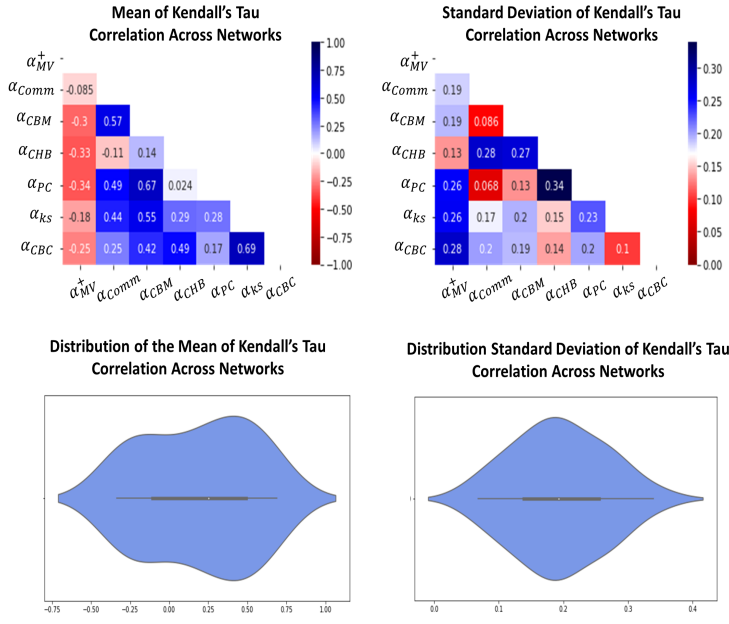 Mean of Kendall's Tau
Correlation Across Networks
α⁺MV
αComm -0.085
αCBM -0.3 0.57
αCHB -0.33 -0.11 0.14
αPC -0.34 0.49 0.67 0.024
αks -0.18 0.44 0.55 0.29 0.28
αCBC -0.25 0.25 0.42 0.49 0.17 0.69
α⁺MV αComm αCBM αCHB αPC αks αCBC
1.00
0.75
0.50
0.25
0.00
−0.25
−0.50
−0.75
−1.00
Standard Deviation of Kendall's Tau
Correlation Across Networks
α⁺MV
αComm 0.19
αCBM 0.19 0.086
αCHB 0.13 0.28 0.27
αPC 0.26 0.068 0.13 0.34
αks 0.26 0.17 0.2 0.15 0.23
αCBC 0.28 0.2 0.19 0.14 0.2 0.1
α⁺MV αComm αCBM αCHB αPC αks αCBC
0.30
0.25
0.20
0.15
0.10
0.05
0.00
Distribution of the Mean of Kendall's Tau
Correlation Across Networks
−0.75 −0.50 −0.25 0.00 0.25 0.50 0.75 1.00
Distribution Standard Deviation of Kendall's Tau
Correlation Across Networks
0.0 0.1 0.2 0.3 0.4